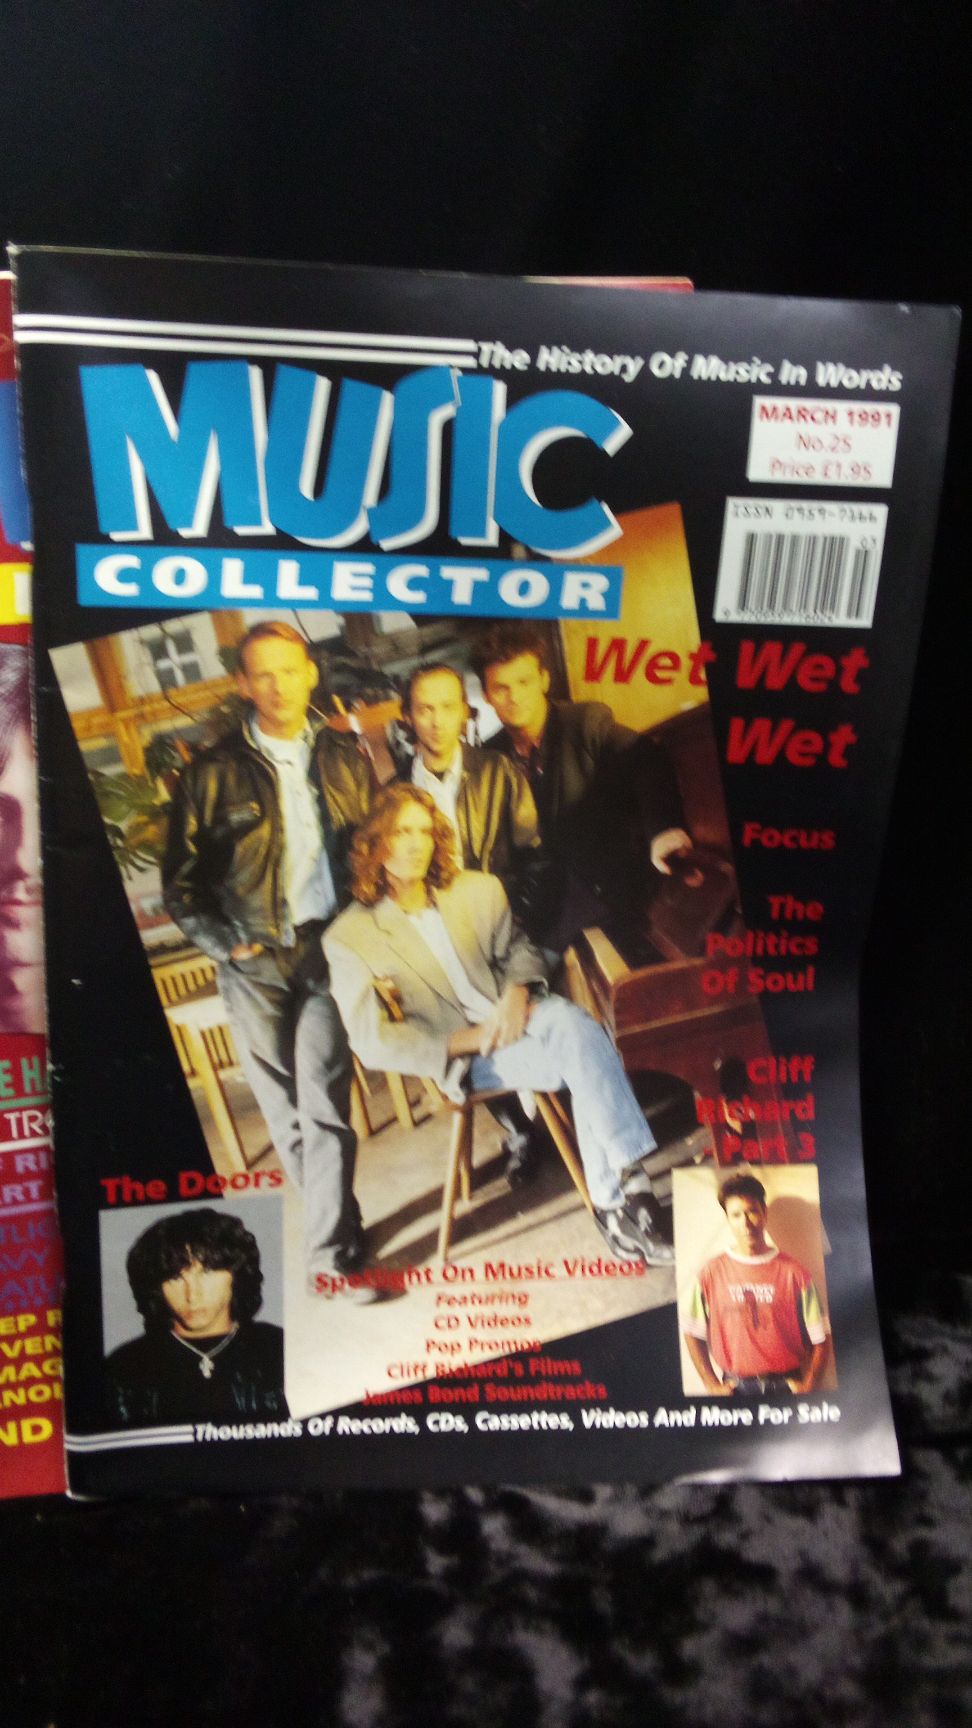 The History Of Music In Words
MUSIC
COLLECTOR
MARCH 1991
No.25
Price £1.95
ISSN 0959-7166
03
Wet Wet
Wet
Focus
The
Politics
Of Soul
Cliff
Richard
- Part 3
The Doors
Spotlight On Music Videos
Featuring
CD Videos
Pop Promos
Cliff Richard's Films
James Bond Soundtracks
Thousands Of Records, CDs, Cassettes, Videos And More For Sale